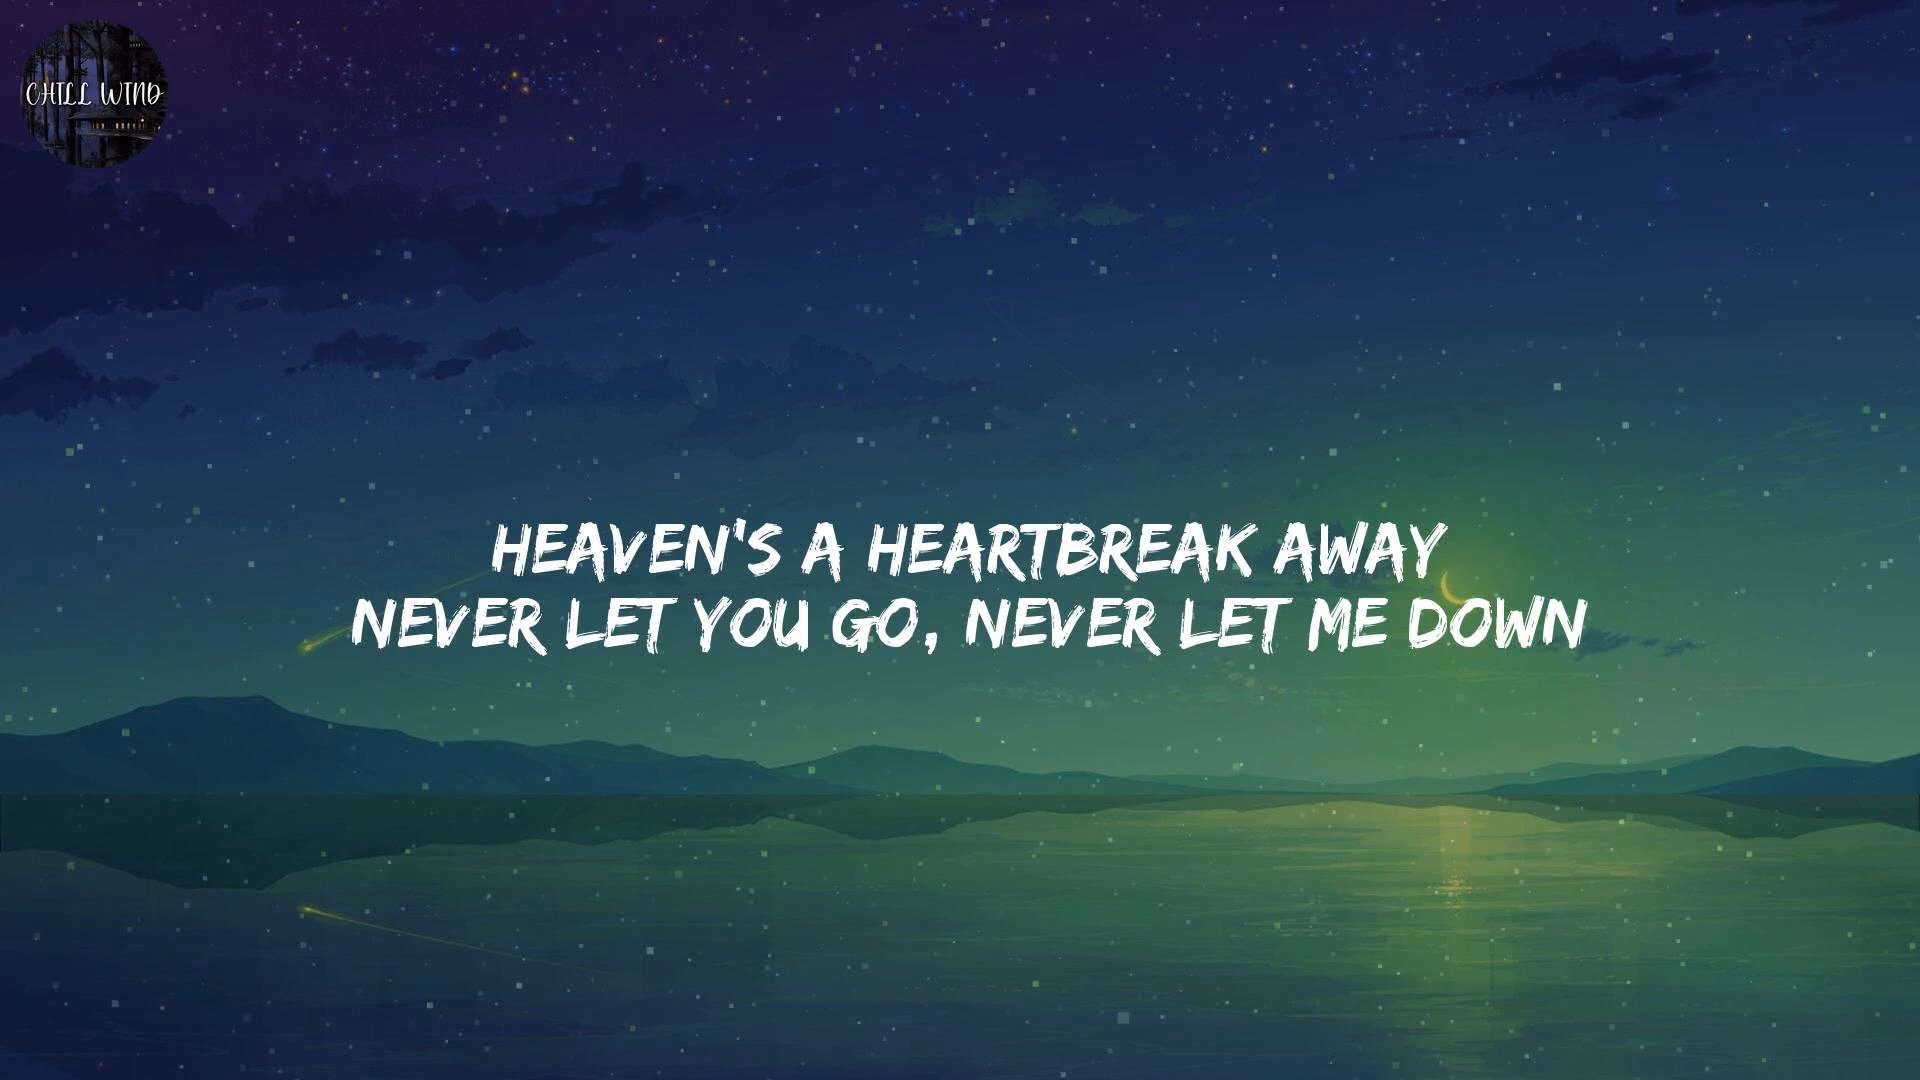 CHILL WIND
HEAVEN'S A HEARTBREAK AWAY
NEVER LET YOU GO, NEVER LET ME DOWN